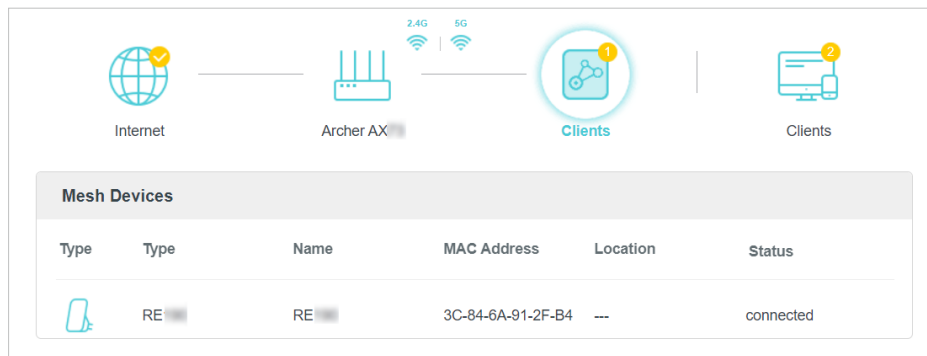 2.4G 5G
1
2
Internet
Archer AX
Clients
Clients
Mesh Devices
Type Type Name MAC Address Location Status
RE RE 3C-84-6A-91-2F-B4 --- connected